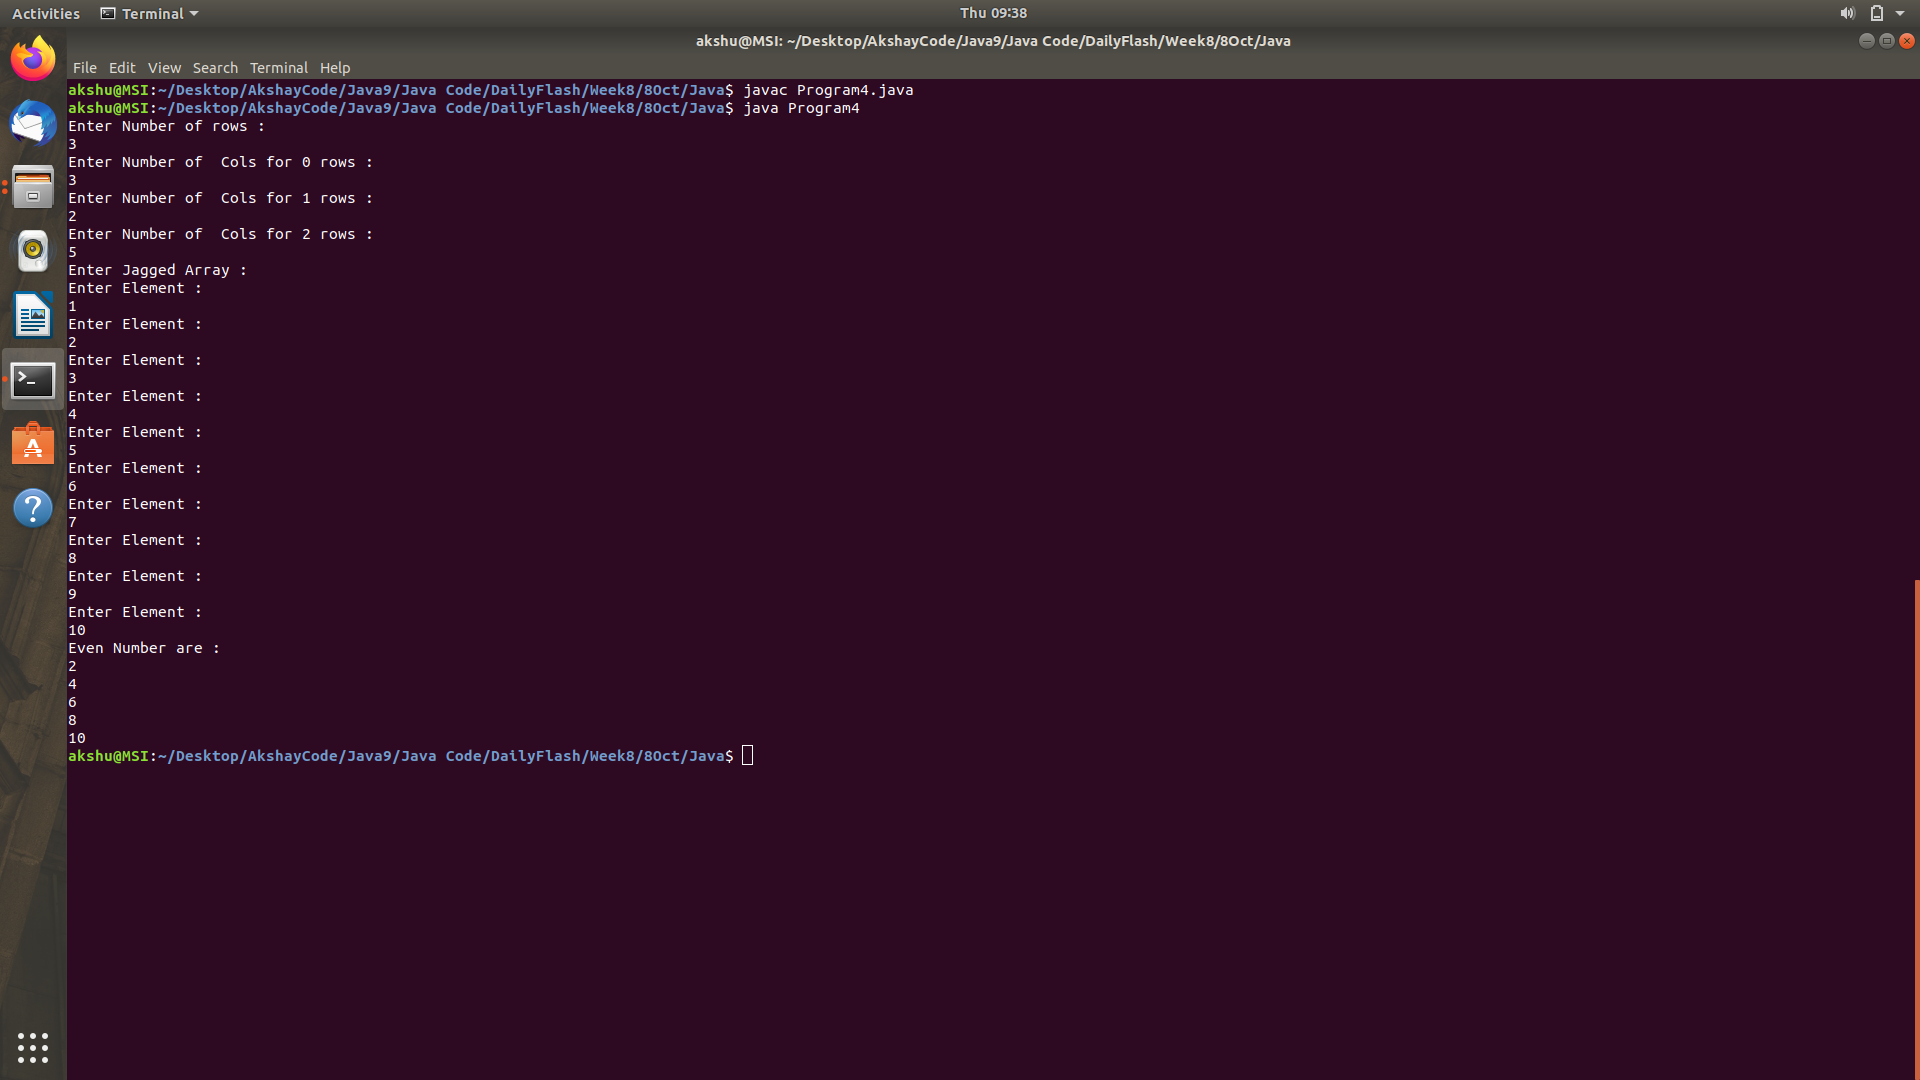 Activities Terminal Thu 09:38
akshu@MSI: ~/Desktop/AkshayCode/Java9/Java Code/DailyFlash/Week8/8Oct/Java
File Edit View Search Terminal Help
akshu@MSI:~/Desktop/AkshayCode/Java9/Java Code/DailyFlash/Week8/8Oct/Java$ javac Program4.java
akshu@MSI:~/Desktop/AkshayCode/Java9/Java Code/DailyFlash/Week8/8Oct/Java$ java Program4
Enter Number of rows :
3
Enter Number of  Cols for 0 rows :
3
Enter Number of  Cols for 1 rows :
2
Enter Number of  Cols for 2 rows :
5
Enter Jagged Array :
Enter Element :
1
Enter Element :
2
Enter Element :
3
Enter Element :
4
Enter Element :
5
Enter Element :
6
Enter Element :
7
Enter Element :
8
Enter Element :
9
Enter Element :
10
Even Number are :
2
4
6
8
10
akshu@MSI:~/Desktop/AkshayCode/Java9/Java Code/DailyFlash/Week8/8Oct/Java$